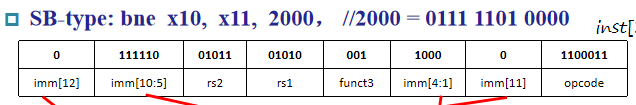 SB-type: bne x10, x11, 2000， //2000 = 0111 1101 0000
inst[
0 111110 01011 01010 001 1000 0 1100011
imm[12] imm[10:5] rs2 rs1 funct3 imm[4:1] imm[11] opcode